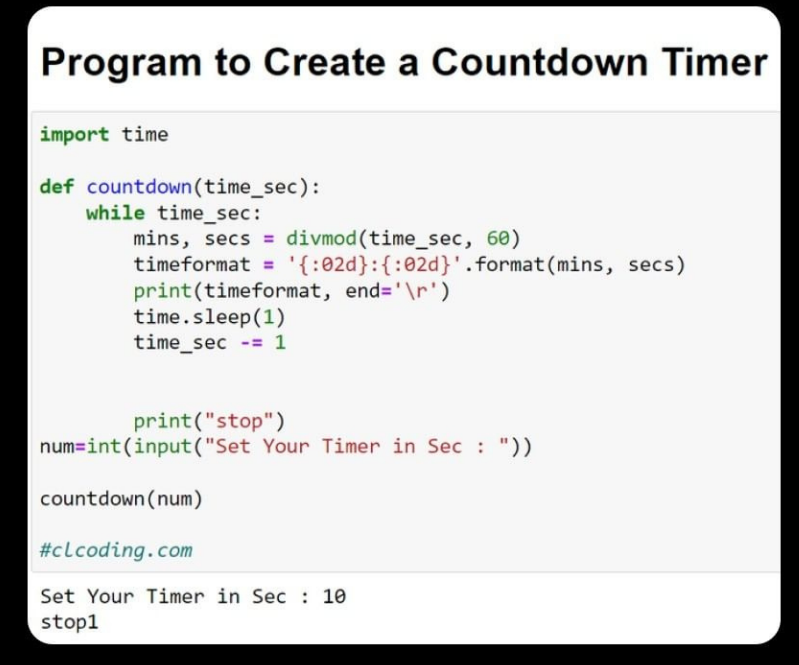 Program to Create a Countdown Timer
import time
def countdown(time_sec):
    while time_sec:
        mins, secs = divmod(time_sec, 60)
        timeformat = '{:02d}:{:02d}'.format(mins, secs)
        print(timeformat, end='\r')
        time.sleep(1)
        time_sec -= 1
        print("stop")
num=int(input("Set Your Timer in Sec : "))
countdown(num)
#clcoding.com
Set Your Timer in Sec : 10
stop1